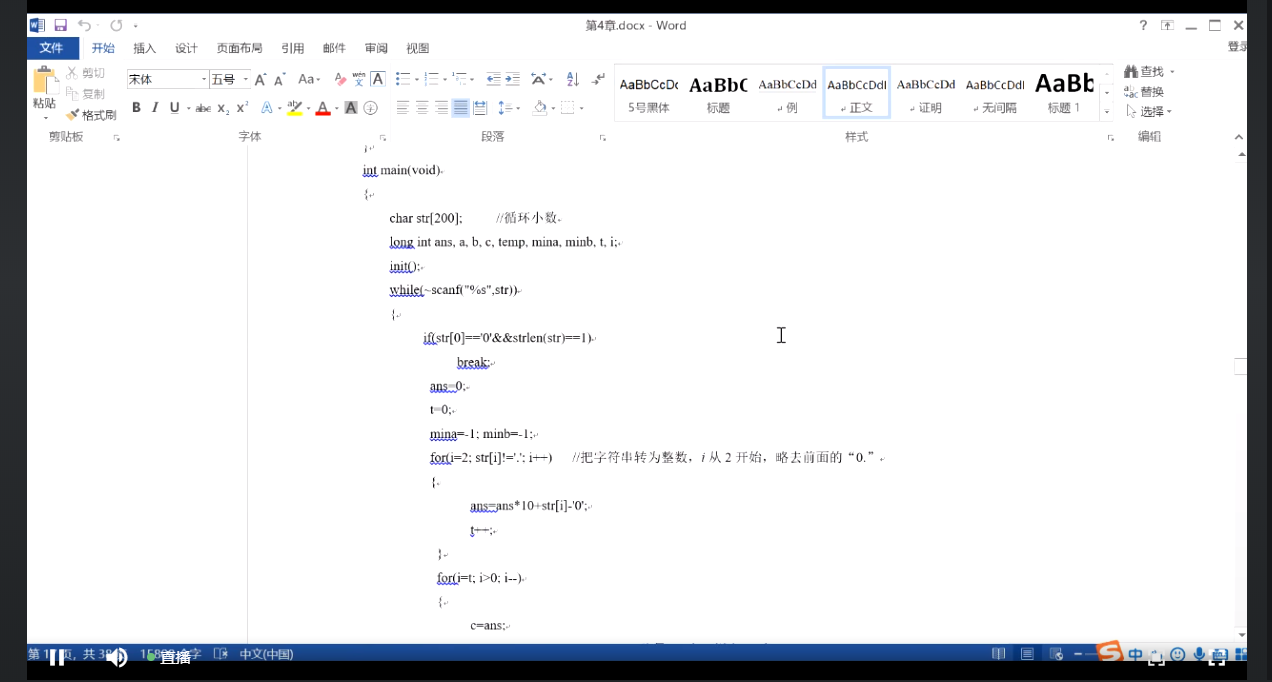 第4章.docx - Word
文件 开始 插入 设计 页面布局 引用 邮件 审阅 视图 登录
粘贴 剪切 复制 格式刷
宋体 五号
查找 替换 选择
AaBbCcDc AaBbC AaBbCcDd AaBbCcDdI AaBbCcDd AaBbCcDdI AaBb
5号黑体 标题 例 正文 证明 无间隔 标题 1
剪贴板 字体 段落 样式 编辑
}
int main(void)
{
char str[200]; //循环小数
long int ans, a, b, c, temp, mina, minb, t, i;
init();
while(~scanf("%s",str))
{
if(str[0]=='0'&&strlen(str)==1)
break;
ans=0;
t=0;
mina=-1; minb=-1;
for(i=2; str[i]!='.'; i++) //把字符串转为整数，i 从 2 开始，略去前面的“0.”
{
ans=ans*10+str[i]-'0';
t++;
}
for(i=t; i>0; i--)
{
c=ans;
直播 中文(中国) 中